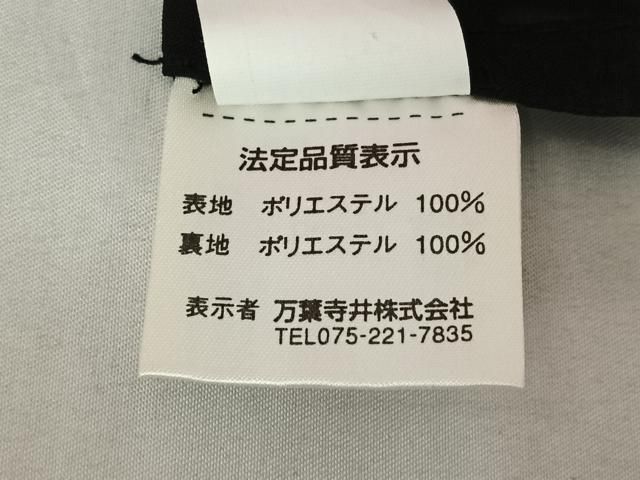 法定品質表示
表地 ポリエステル 100%
裏地 ポリエステル 100%
表示者 万葉寺井株式会社
TEL075-221-7835